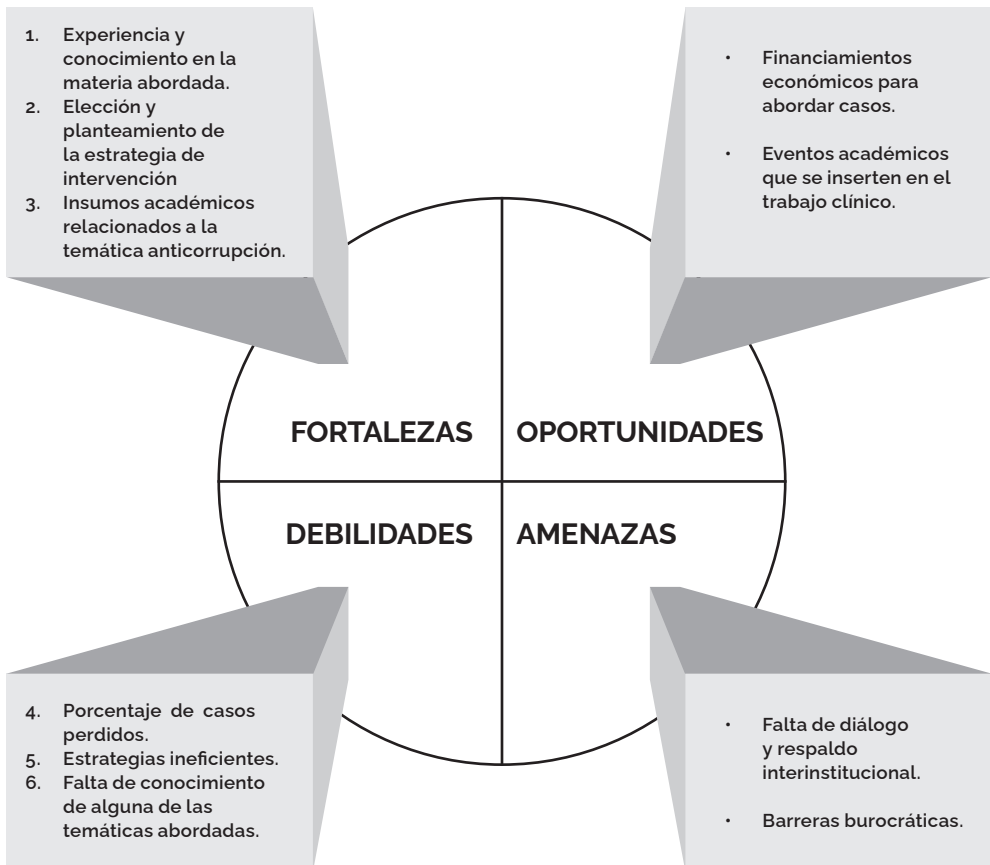 1. Experiencia y
conocimiento en la
materia abordada.
2. Elección y
planteamiento de
la estrategia de
intervención
3. Insumos académicos
relacionados a la
temática anticorrupción.
• Financiamientos
económicos para
abordar casos.
• Eventos académicos
que se inserten en el
trabajo clínico.
FORTALEZAS
OPORTUNIDADES
DEBILIDADES
AMENAZAS
4. Porcentaje de casos
perdidos.
5. Estrategias ineficientes.
6. Falta de conocimiento
de alguna de las
temáticas abordadas.
• Falta de diálogo
y respaldo
interinstitucional.
• Barreras burocráticas.